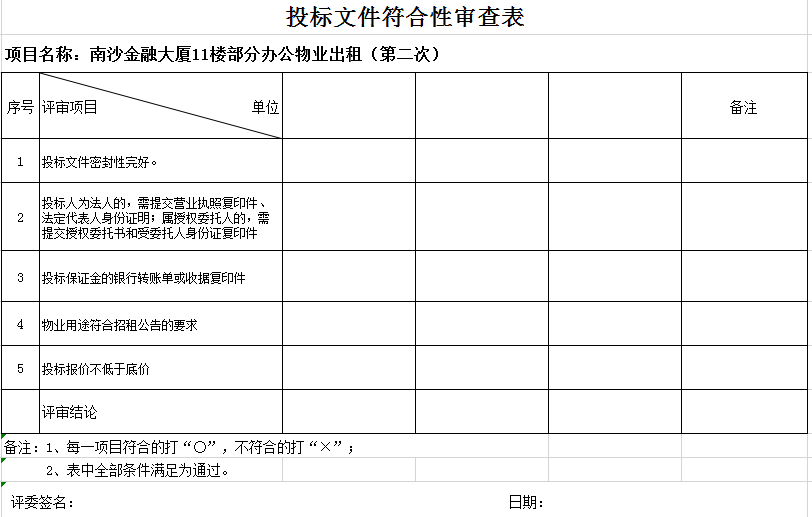 投标文件符合性审查表
项目名称：南沙金融大厦11楼部分办公物业出租（第二次）
序号 评审项目 单位 备注
1 投标文件密封性完好。
2 投标人为法人的，需提交营业执照复印件、
法定代表人身份证明；属授权委托人的，需
提交授权委托书和受委托人身份证复印件
3 投标保证金的银行转账单或收据复印件
4 物业用途符合招租公告的要求
5 投标报价不低于底价
评审结论
备注：1、每一项目符合的打“〇”，不符合的打“×”；
2、表中全部条件满足为通过。
评委签名： 日期：